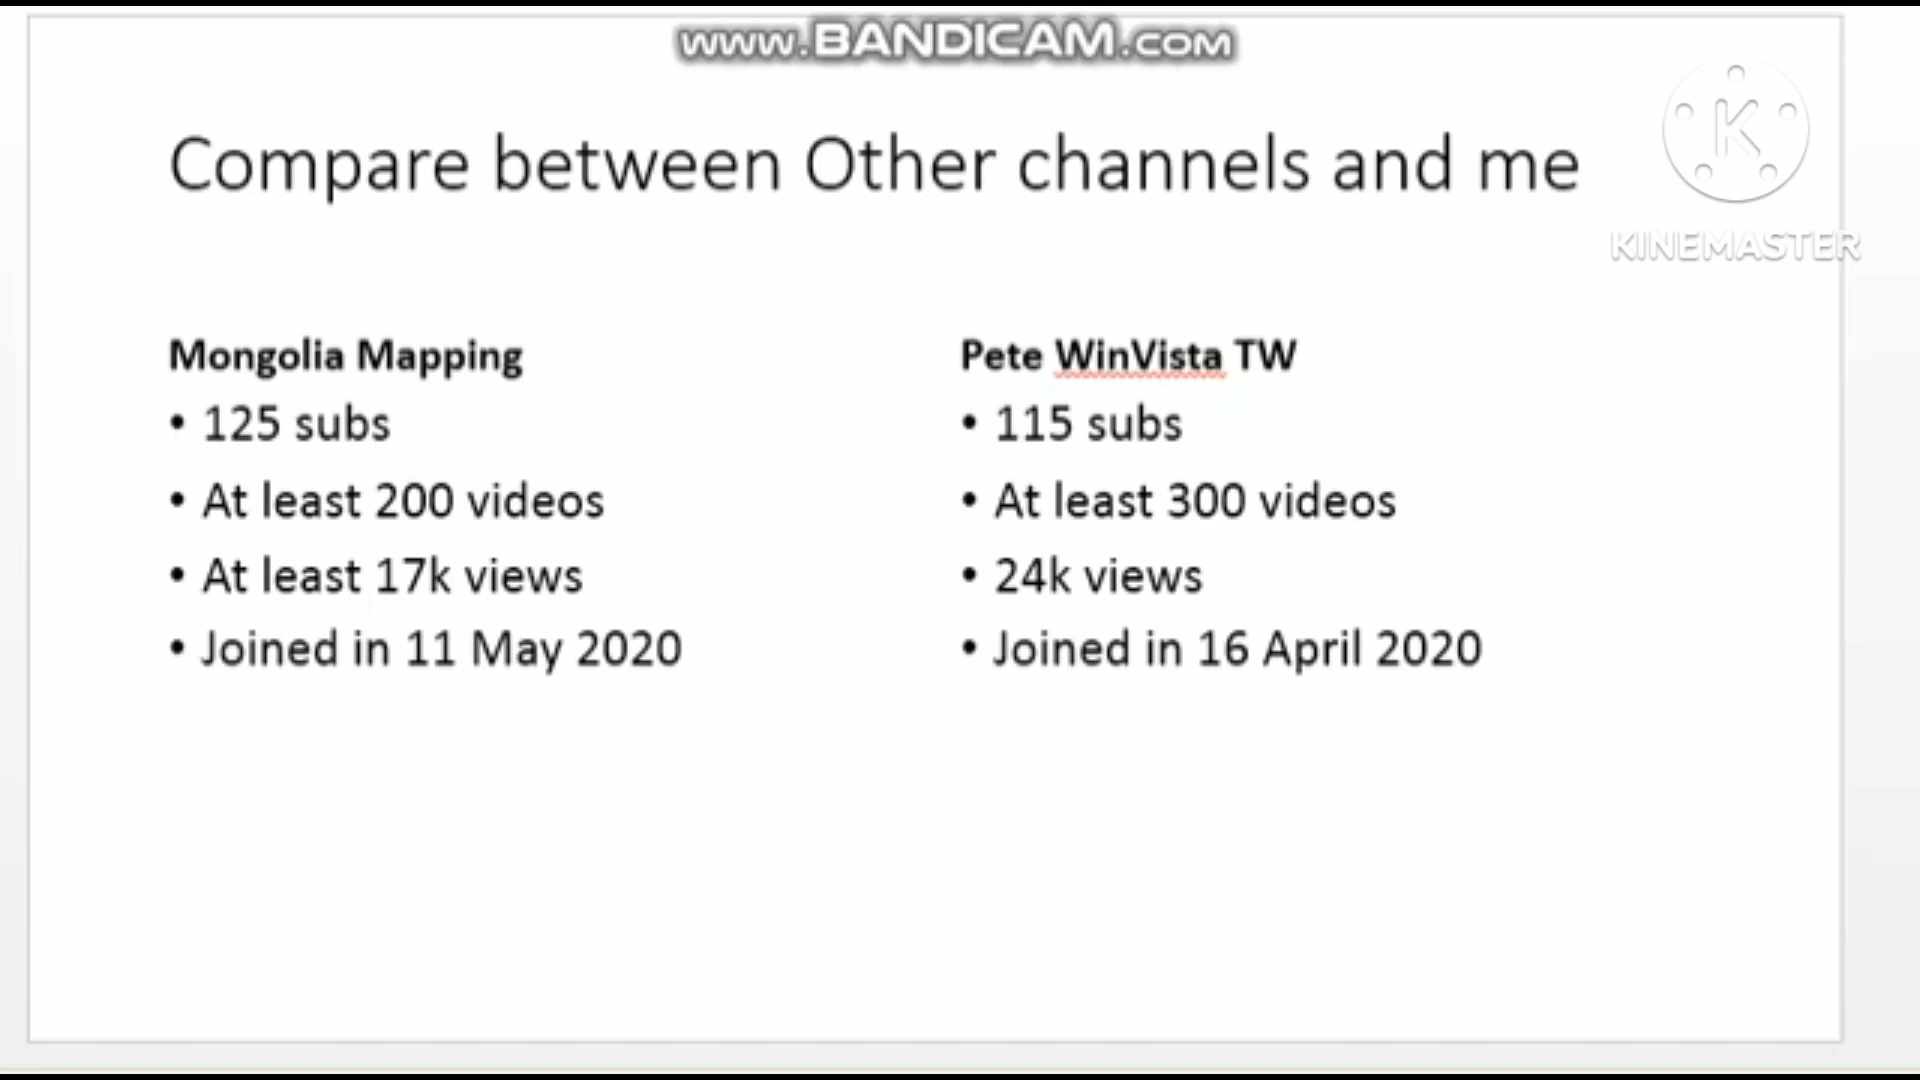 www.BANDICAM.com
Compare between Other channels and me
K
KINEMASTER
Mongolia Mapping
• 125 subs
• At least 200 videos
• At least 17k views
• Joined in 11 May 2020
Pete WinVista TW
• 115 subs
• At least 300 videos
• 24k views
• Joined in 16 April 2020